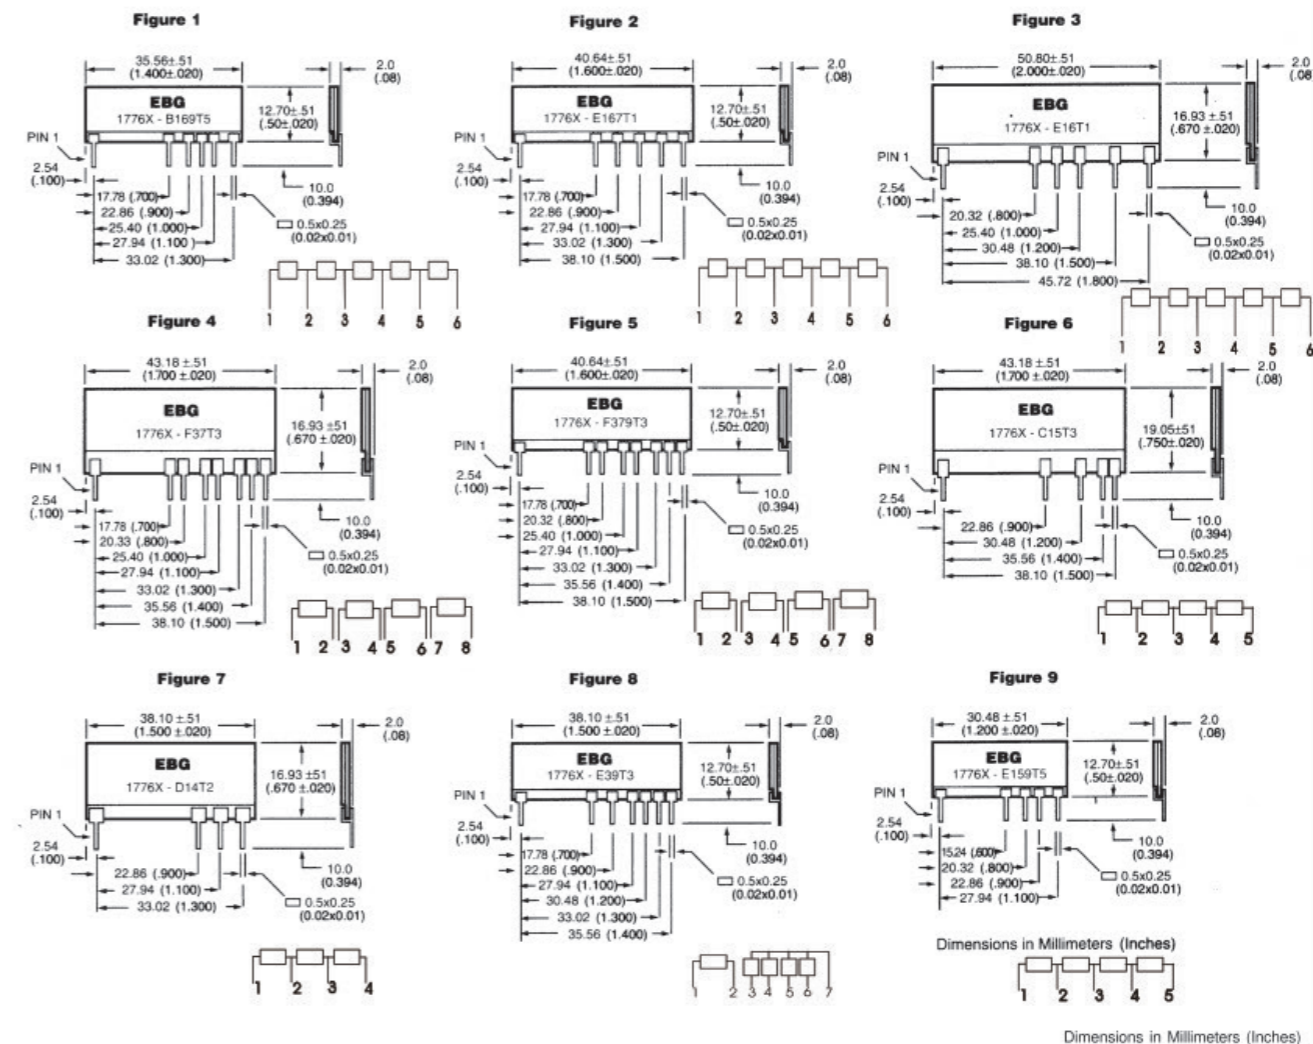 Figure 1
35.56±.51
(1.400±.020)
2.0
(.08)
EBG
1776X - B169T5
12.70±.51
(.50±.020)
PIN 1
2.54
(.100)
10.0
(0.394)
17.78 (.700)
22.86 (.900)
25.40 (1.000)
27.94 (1.100)
33.02 (1.300)
0.5x0.25
(0.02x0.01)
1 2 3 4 5 6
Figure 2
40.64±.51
(1.600±.020)
2.0
(.08)
EBG
1776X - E167T1
12.70±.51
(.50±.020)
PIN 1
2.54
(.100)
10.0
(0.394)
17.78 (.700)
22.86 (.900)
27.94 (1.100)
33.02 (1.300)
38.10 (1.500)
0.5x0.25
(0.02x0.01)
1 2 3 4 5 6
Figure 3
50.80±.51
(2.000±.020)
2.0
(.08
EBG
1776X - E16T1
16.93 ±.51
(.670 ±.020)
PIN 1
2.54
(.100)
10.0
(0.394)
20.32 (.800)
25.40 (1.000)
30.48 (1.200)
38.10 (1.500)
45.72 (1.800)
0.5x0.25
(0.02x0.01)
1 2 3 4 5 6
Figure 4
43.18 ±.51
(1.700 ±.020)
2.0
(.08)
EBG
1776X - F37T3
16.93 ±51
(.670 ±.020)
PIN 1
2.54
(.100)
10.0
(0.394)
17.78 (.700)
20.33 (.800)
25.40 (1.000)
27.94 (1.100)
33.02 (1.300)
35.56 (1.400)
38.10 (1.500)
0.5x0.25
(0.02x0.01)
1 2 3 4 5 6 7 8
Figure 5
40.64±.51
(1.600±.020)
2.0
(.08)
EBG
1776X - F379T3
12.70±.51
(.50±.020)
PIN 1
2.54
(.100)
10.0
(0.394)
17.78 (.700)
20.32 (.800)
25.40 (1.000)
27.94 (1.100)
33.02 (1.300)
35.56 (1.400)
38.10 (1.500)
0.5x0.25
(0.02x0.01)
1 2 3 4 5 6 7 8
Figure 6
43.18 ±.51
(1.700 ±.020)
2.0
(.08)
EBG
1776X - C15T3
19.05±51
(.750±.020)
PIN 1
2.54
(.100)
10.0
(0.394)
22.86 (.900)
30.48 (1.200)
35.56 (1.400)
38.10 (1.500)
0.5x0.25
(0.02x0.01)
1 2 3 4 5
Figure 7
38.10 ±.51
(1.500 ±.020)
2.0
(.08)
EBG
1776X - D14T2
16.93 ±51
(.670 ±.020)
PIN 1
2.54
(.100)
10.0
(0.394)
22.86 (.900)
27.94 (1.100)
33.02 (1.300)
0.5x0.25
(0.02x0.01)
1 2 3 4
Figure 8
38.10 ±.51
(1.500 ±.020)
2.0
(.08)
EBG
1776X - E39T3
12.70±.51
(.50±.020)
PIN 1
2.54
(.100)
10.0
(0.394)
17.78 (.700)
22.86 (.900)
27.94 (1.100)
30.48 (1.200)
33.02 (1.300)
35.56 (1.400)
0.5x0.25
(0.02x0.01)
1 2 3 4 5 6 7
Figure 9
30.48 ±.51
(1.200 ±.020)
2.0
(.08)
EBG
1776X - E159T5
12.70±.51
(.50±.020)
PIN 1
2.54
(.100)
10.0
(0.394)
15.24 (.600)
20.32 (.800)
22.86 (.900)
27.94 (1.100)
0.5x0.25
(0.02x0.01)
Dimensions in Millimeters (Inches)
1 2 3 4 5
Dimensions in Millimeters (Inches)